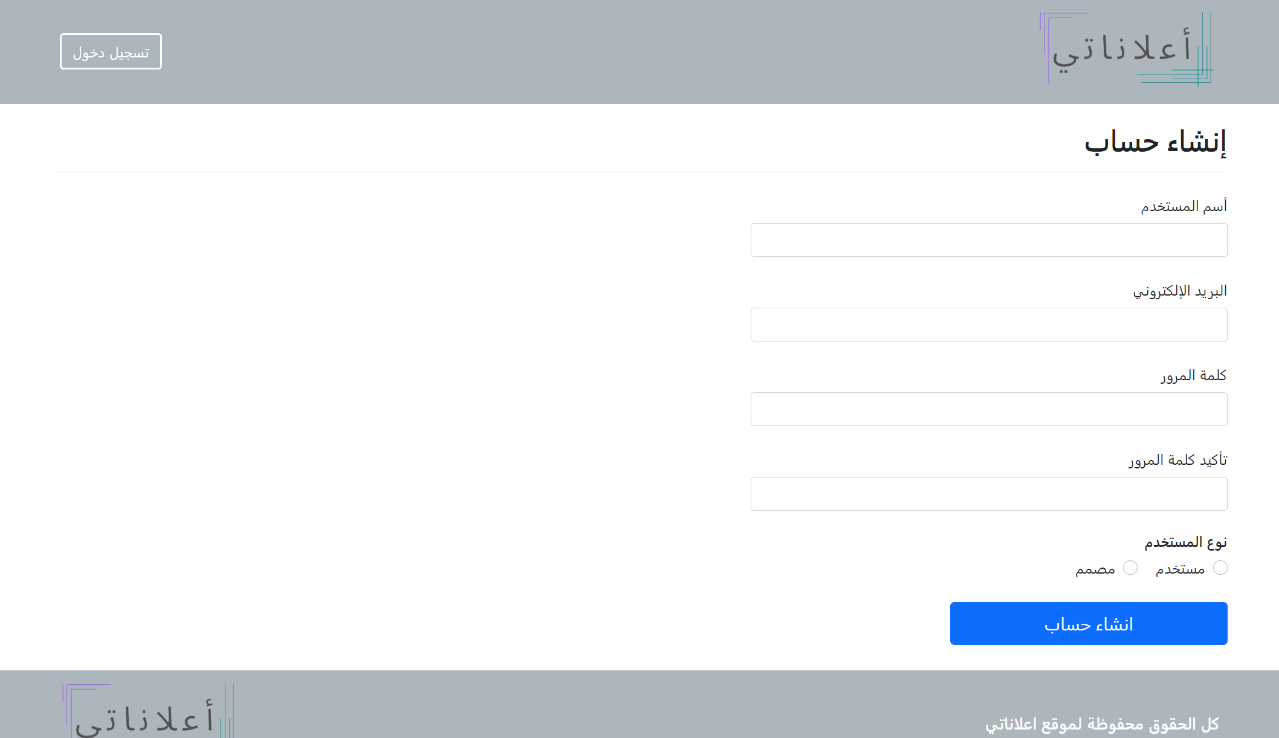 أعلاناتي
تسجيل دخول
إنشاء حساب
أسم المستخدم
البريد الإلكتروني
كلمة المرور
تأكيد كلمة المرور
نوع المستخدم
مستخدم مصمم
انشاء حساب
كل الحقوق محفوظة لموقع اعلاناتي
أعلاناتي